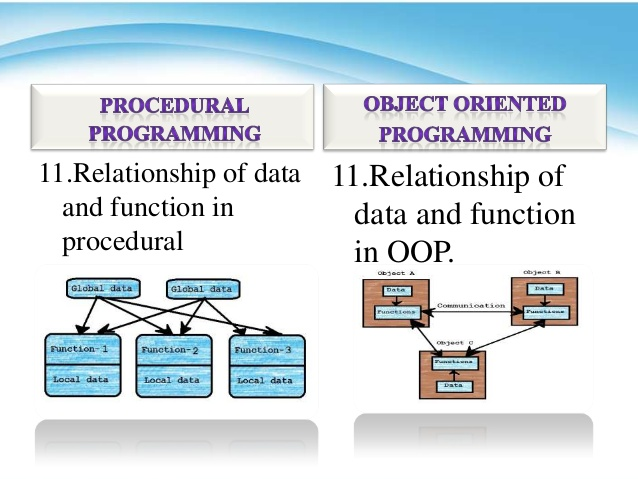 PROCEDURAL
PROGRAMMING
11.Relationship of data
and function in
procedural
Global data
Global data
Function-1
Function-2
Function-3
Local data
Local data
Local data
OBJECT ORIENTED
PROGRAMMING
11.Relationship of
data and function
in OOP.
Object A
Object B
Data
Data
Communication
Functions
Functions
Object C
Functions
Data